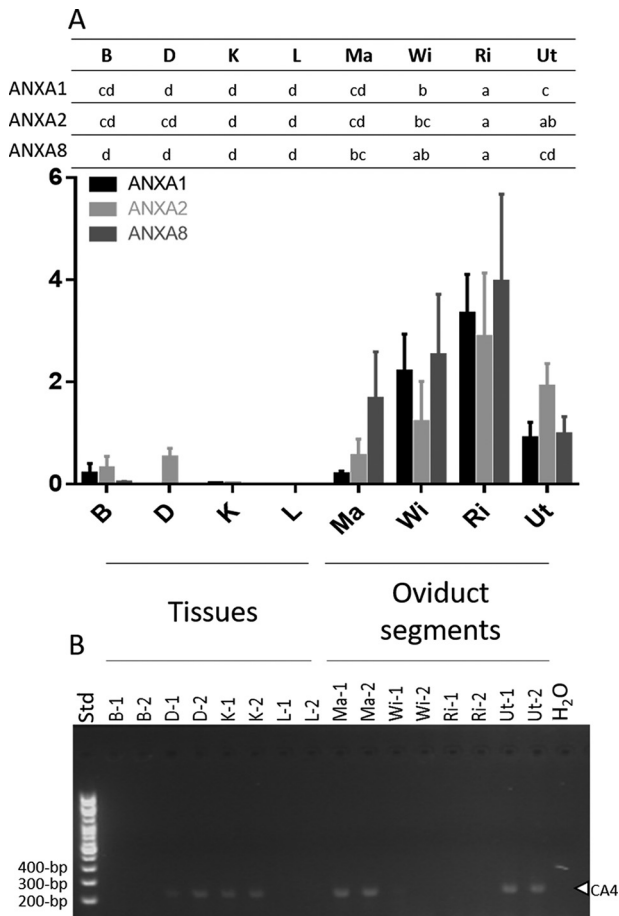 A
B D K L Ma Wi Ri Ut
ANXA1 cd d d d cd b a c
ANXA2 cd cd d d cd bc a ab
ANXA8 d d d d bc ab a cd
6
ANXA1
ANXA2
ANXA8
4
2
0
B D K L Ma Wi Ri Ut
Tissues
Oviduct
segments
B
Std B-1 B-2 D-1 D-2 K-1 K-2 L-1 L-2 Ma-1 Ma-2 Wi-1 Wi-2 Ri-1 Ri-2 Ut-1 Ut-2 H₂O
400-bp
300-bp
200-bp
CA4